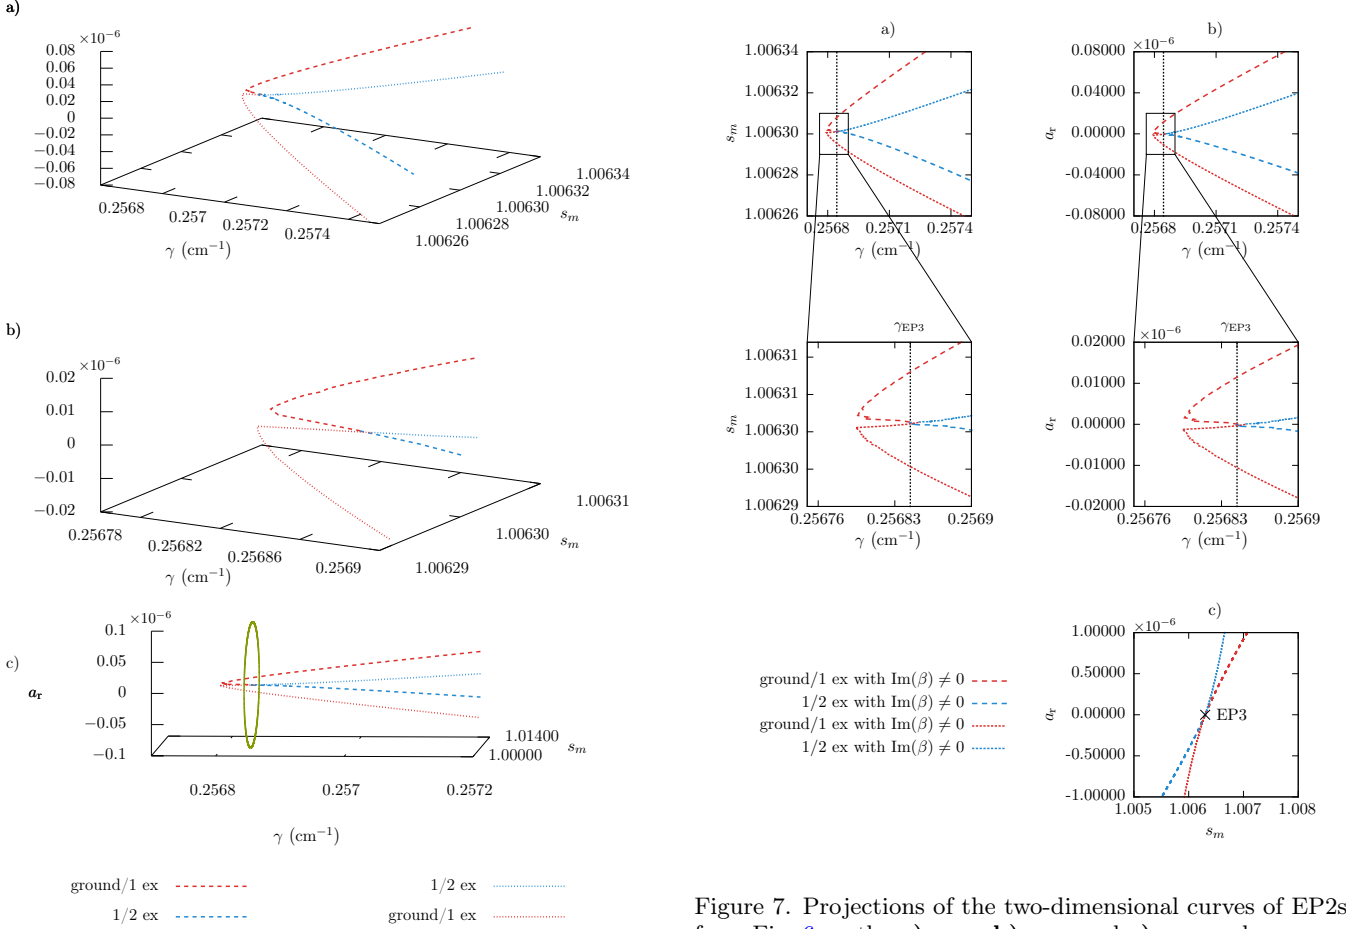 a)
×10⁻⁶
0.08
0.06
0.04
0.02
0
−0.02
−0.04
−0.06
−0.08
0.2568
0.257
0.2572
0.2574
γ (cm⁻¹)
1.00634
1.00632
1.00630
1.00628
1.00626
sₘ
b)
×10⁻⁶
0.02
0.01
0
−0.01
−0.02
0.25678
0.25682
0.25686
0.2569
γ (cm⁻¹)
1.00631
1.00630
1.00629
sₘ
c)
×10⁻⁶
0.1
0.05
0
−0.05
−0.1
aᵣ
1.01400
1.00000
sₘ
0.2568
0.257
0.2572
γ (cm⁻¹)
ground/1 ex
1/2 ex
1/2 ex
ground/1 ex
a)
1.00634
1.00632
1.00630
1.00628
1.00626
sₘ
0.2568
0.2571
0.2574
γ (cm⁻¹)
b)
×10⁻⁶
0.08000
0.04000
0.00000
-0.04000
-0.08000
aᵣ
0.2568
0.2571
0.2574
γ (cm⁻¹)
γEP3
1.00631
1.00631
1.00630
1.00630
1.00629
sₘ
0.25676
0.25683
0.2569
γ (cm⁻¹)
×10⁻⁶
γEP3
0.02000
0.01000
0.00000
-0.01000
-0.02000
aᵣ
0.25676
0.25683
0.2569
γ (cm⁻¹)
ground/1 ex with Im(β) ≠ 0
1/2 ex with Im(β) ≠ 0
ground/1 ex with Im(β) ≠ 0
1/2 ex with Im(β) ≠ 0
c)
×10⁻⁶
1.00000
0.50000
0.00000
-0.50000
-1.00000
aᵣ
EP3
1.005
1.006
1.007
1.008
sₘ
Figure 7. Projections of the two-dimensional curves of EP2s